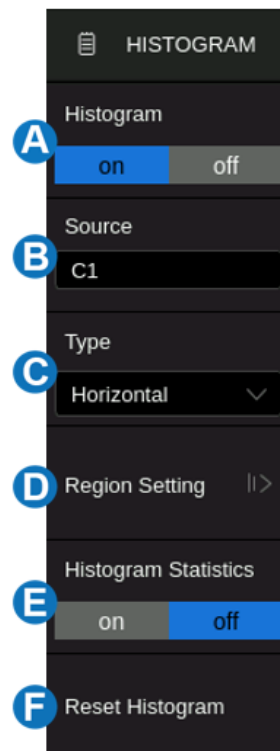 HISTOGRAM
Histogram
A
on off
Source
B
C1
Type
C
Horizontal
D Region Setting
Histogram Statistics
E
on off
F Reset Histogram